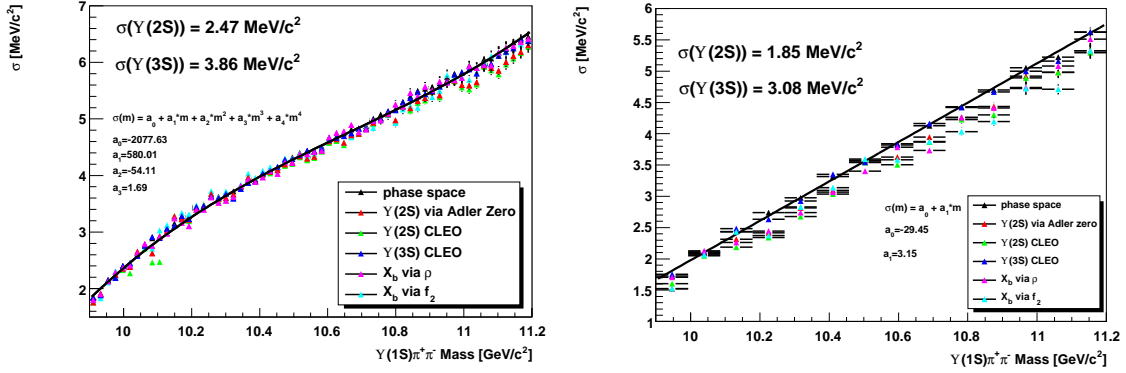 σ [MeV/c²]
7
6
5
4
3
2
σ(ϒ(2S)) = 2.47 MeV/c²
σ(ϒ(3S)) = 3.86 MeV/c²
σ(m) = a₀ + a₁*m + a₂*m² + a₃*m³ + a₄*m⁴
a₀=-2077.63
a₁=580.01
a₂=-54.11
a₃=1.69
phase space
ϒ(2S) via Adler Zero
ϒ(2S) CLEO
ϒ(3S) CLEO
X_b via ρ
X_b via f₂
10 10.2 10.4 10.6 10.8 11 11.2
ϒ(1S)π⁺π⁻ Mass [GeV/c²]
σ [MeV/c²]
6
5.5
5
4.5
4
3.5
3
2.5
2
1.5
1
σ(ϒ(2S)) = 1.85 MeV/c²
σ(ϒ(3S)) = 3.08 MeV/c²
σ(m) = a₀ + a₁*m
a₀=-29.45
a₁=3.15
phase space
ϒ(2S) via Adler zero
ϒ(2S) CLEO
ϒ(3S) CLEO
X_b via ρ
X_b via f₂
10 10.2 10.4 10.6 10.8 11 11.2
ϒ(1S)π⁺π⁻ Mass [GeV/c²]